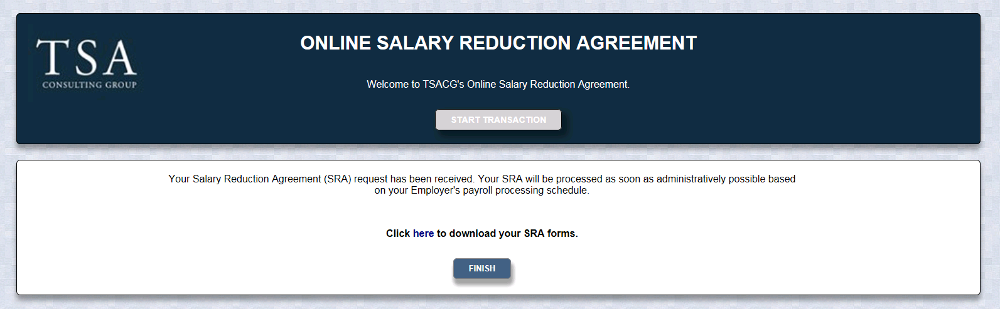 TSA
CONSULTING GROUP
ONLINE SALARY REDUCTION AGREEMENT
Welcome to TSACG's Online Salary Reduction Agreement.
START TRANSACTION
Your Salary Reduction Agreement (SRA) request has been received. Your SRA will be processed as soon as administratively possible based
on your Employer's payroll processing schedule.
Click here to download your SRA forms.
FINISH